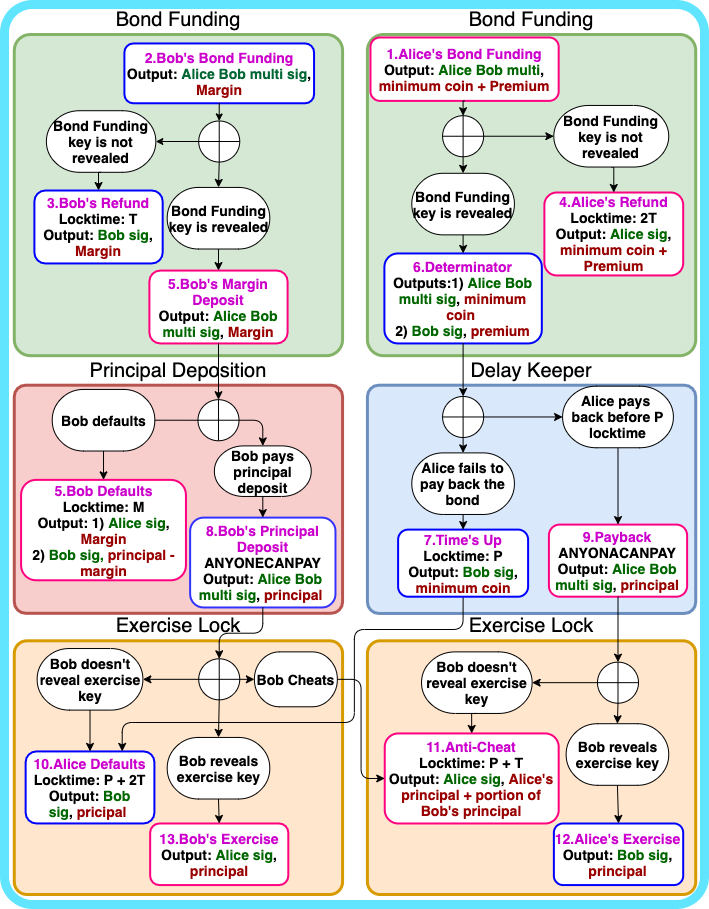 Bond Funding
2.Bob's Bond Funding
Output: Alice Bob multi sig,
Margin
Bond Funding
key is not
revealed
Bond Funding
key is revealed
3.Bob's Refund
Locktime: T
Output: Bob sig,
Margin
5.Bob's Margin
Deposit
Output: Alice Bob
multi sig, Margin
Bond Funding
1.Alice's Bond Funding
Output: Alice Bob multi,
minimum coin + Premium
Bond Funding
key is not
revealed
Bond Funding
key is revealed
4.Alice's Refund
Locktime: 2T
Output: Alice sig,
minimum coin +
Premium
6.Determinator
Outputs:1) Alice Bob
multi sig, minimum
coin
2) Bob sig, premium
Principal Deposition
Bob defaults
Bob pays
principal
deposit
5.Bob Defaults
Locktime: M
Output: 1) Alice sig,
Margin
2) Bob sig, principal -
margin
8.Bob's Principal
Deposit
ANYONECANPAY
Output: Alice Bob
multi sig, principal
Delay Keeper
Alice pays
back before P
locktime
Alice fails to
pay back the
bond
7.Time's Up
Locktime: P
Output: Bob sig,
minimum coin
9.Payback
ANYONACANPAY
Output: Alice Bob
multi sig, principal
Exercise Lock
Bob doesn't
reveal exercise
key
Bob Cheats
Bob reveals
exercise key
10.Alice Defaults
Locktime: P + 2T
Output: Bob
sig, pricipal
13.Bob's Exercise
Output: Alice sig,
principal
Exercise Lock
Bob doesn't
reveal exercise
key
Bob reveals
exercise key
11.Anti-Cheat
Locktime: P + T
Output: Alice sig, Alice's
principal + portion of
Bob's principal
12.Alice's Exercise
Output: Bob sig,
principal